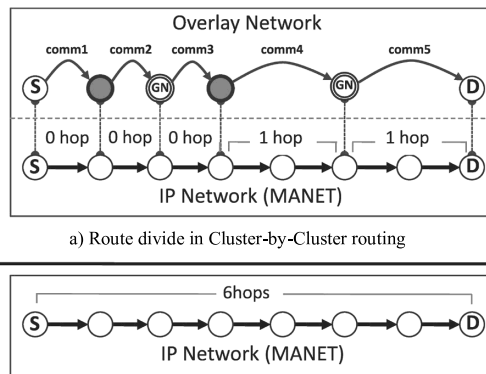 Overlay Network
comm1 comm2 comm3 comm4 comm5
S GN GN D
0 hop 0 hop 0 hop 1 hop 1 hop
S D
IP Network (MANET)
a) Route divide in Cluster-by-Cluster routing
6hops
S D
IP Network (MANET)